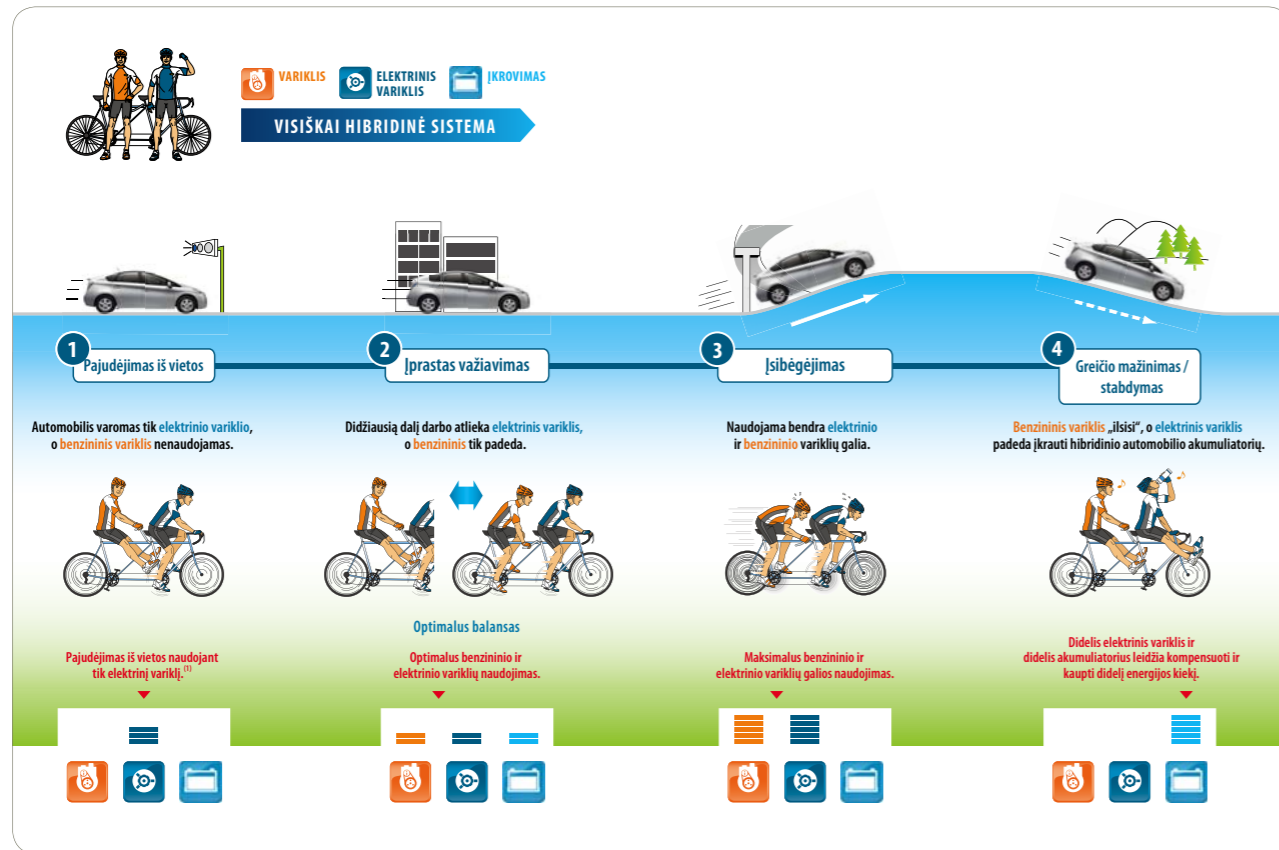 VARIKLIS
ELEKTRINIS
VARIKLIS
ĮKROVIMAS
VISIŠKAI HIBRIDINĖ SISTEMA
1
Pajudėjimas iš vietos
Automobilis varomas tik elektrinio variklio,
o benzininis variklis nenaudojamas.
Pajudėjimas iš vietos naudojant
tik elektrinį variklį.(1)
2
Įprastas važiavimas
Didžiausią dalį darbo atlieka elektrinis variklis,
o benzininis tik padeda.
Optimalus balansas
Optimalus benzininio ir
elektrinio variklių naudojimas.
3
Įsibėgėjimas
Naudojama bendra elektrinio
ir benzininio variklių galia.
Maksimalus benzininio ir
elektrinio variklių galios naudojimas.
4
Greičio mažinimas /
stabdymas
Benzininis variklis „ilsisi“, o elektrinis variklis
padeda įkrauti hibridinio automobilio akumuliatorių.
Didelis elektrinis variklis ir
didelis akumuliatorius leidžia kompensuoti ir
kaupti didelį energijos kiekį.